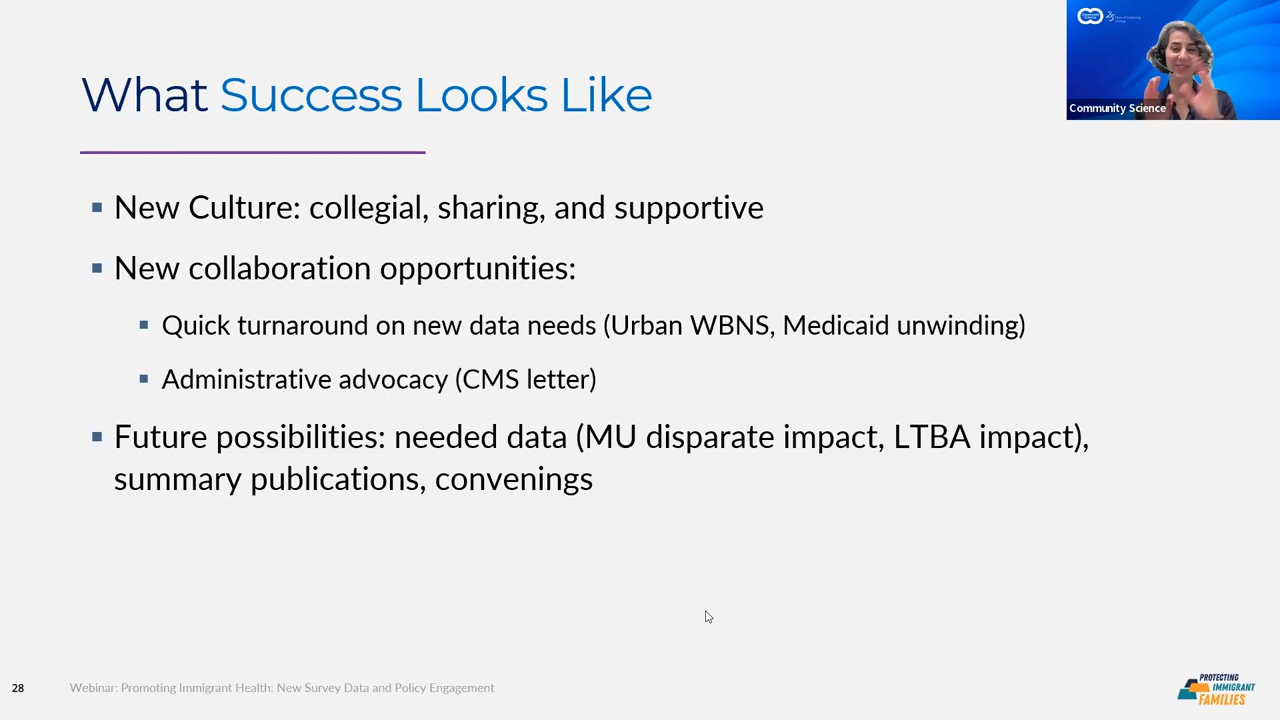 What Success Looks Like
Community Science
▪ New Culture: collegial, sharing, and supportive
▪ New collaboration opportunities:
▪ Quick turnaround on new data needs (Urban WBNS, Medicaid unwinding)
▪ Administrative advocacy (CMS letter)
▪ Future possibilities: needed data (MU disparate impact, LTBA impact),
summary publications, convenings
28
Webinar: Promoting Immigrant Health: New Survey Data and Policy Engagement
PROTECTING
IMMIGRANT
FAMILIES